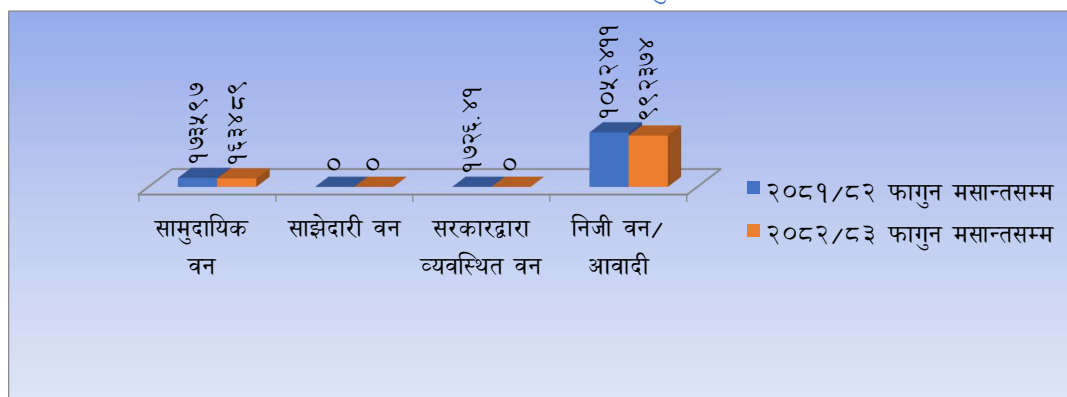 १७३५९७
१६३४८९
०
०
१७२६.४१
०
१०५२४११
९९२३७४
सामुदायिक
वन
साझेदारी वन
सरकारद्वारा
व्यवस्थित वन
निजी वन/
आवादी
२०८१/८२ फागुन मसान्तसम्म
२०८२/८३ फागुन मसान्तसम्म